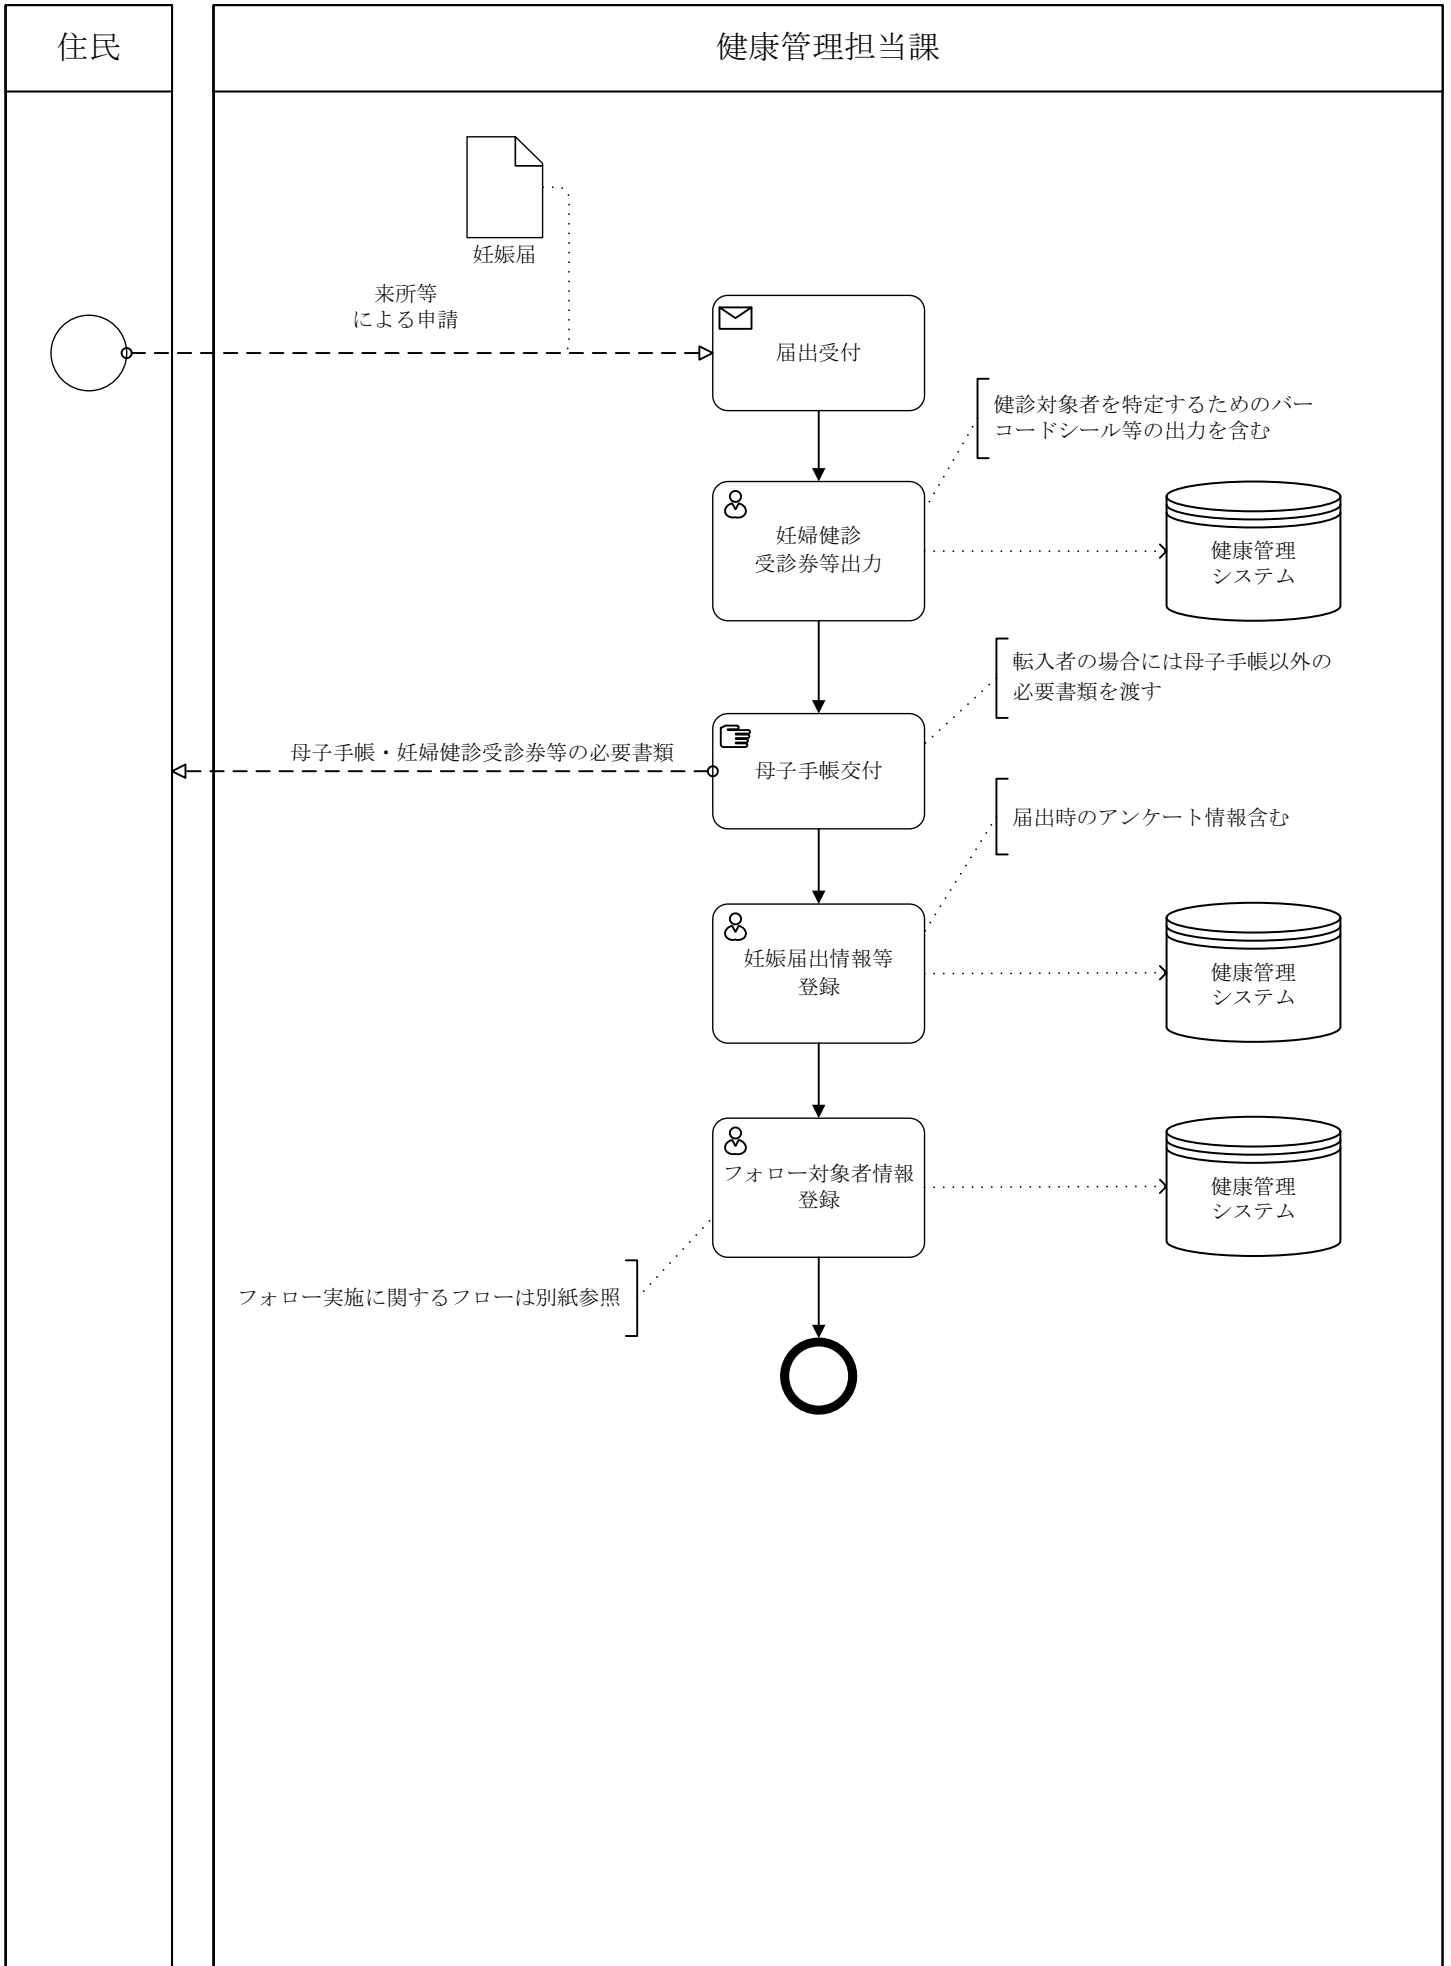 住民
健康管理担当課
妊娠届
来所等
による申請
届出受付
健診対象者を特定するためのバー
コードシール等の出力を含む
妊婦健診
受診券等出力
健康管理
システム
転入者の場合には母子手帳以外の
必要書類を渡す
母子手帳・妊婦健診受診券等の必要書類
母子手帳交付
届出時のアンケート情報含む
妊娠届出情報等
登録
健康管理
システム
フォロー対象者情報
登録
健康管理
システム
フォロー実施に関するフローは別紙参照